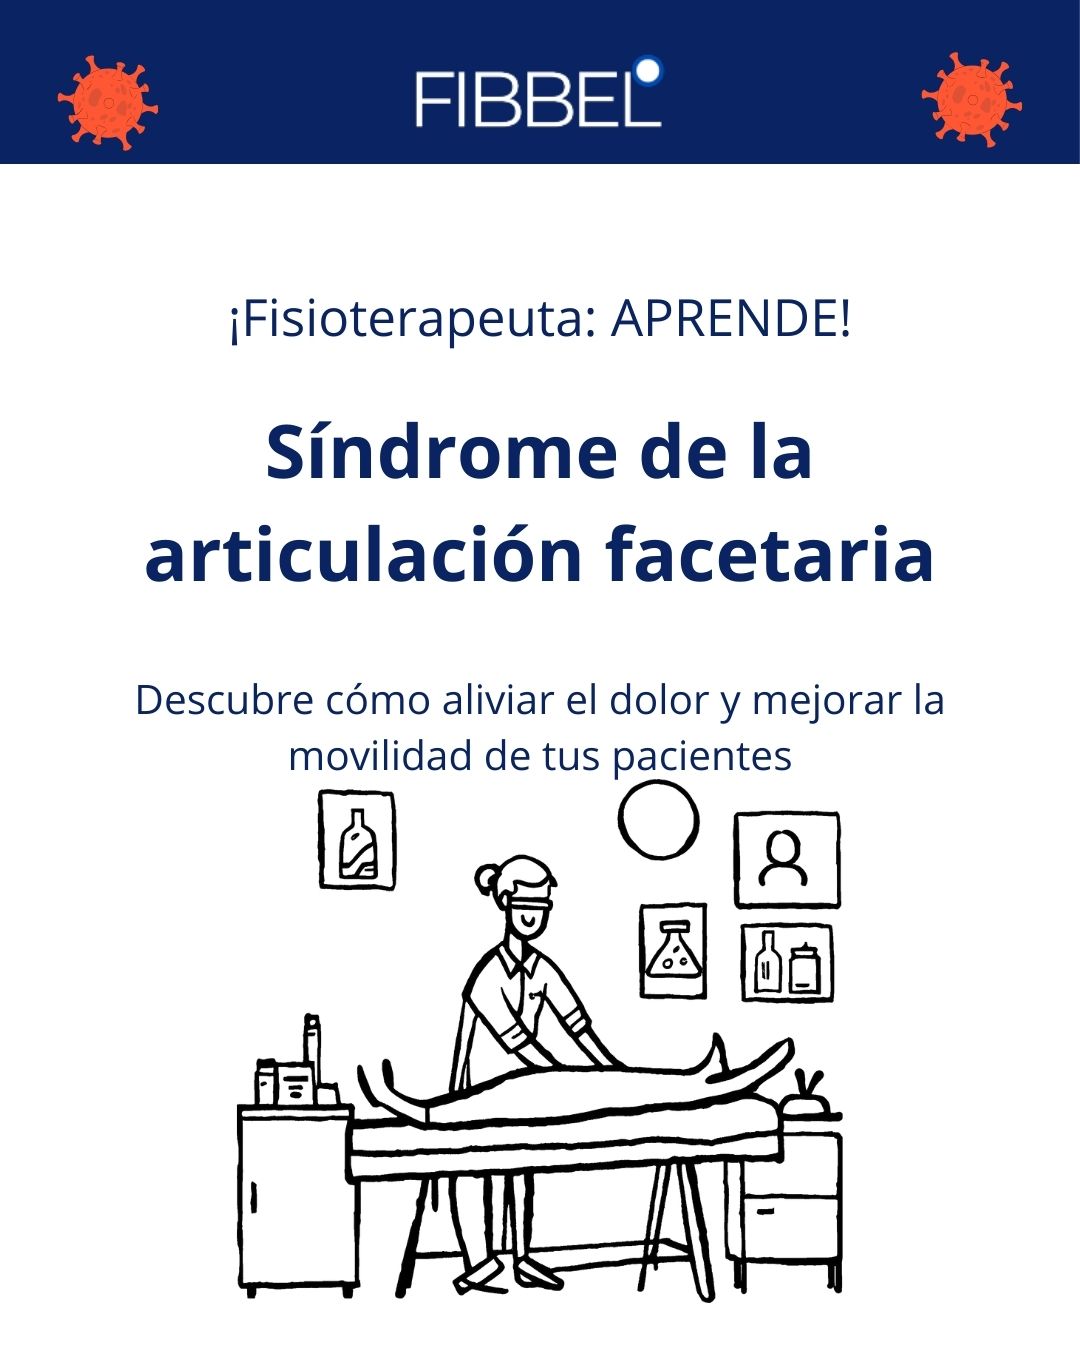 FIBBEL
¡Fisioterapeuta: APRENDE!
Síndrome de la
articulación facetaria
Descubre cómo aliviar el dolor y mejorar la
movilidad de tus pacientes